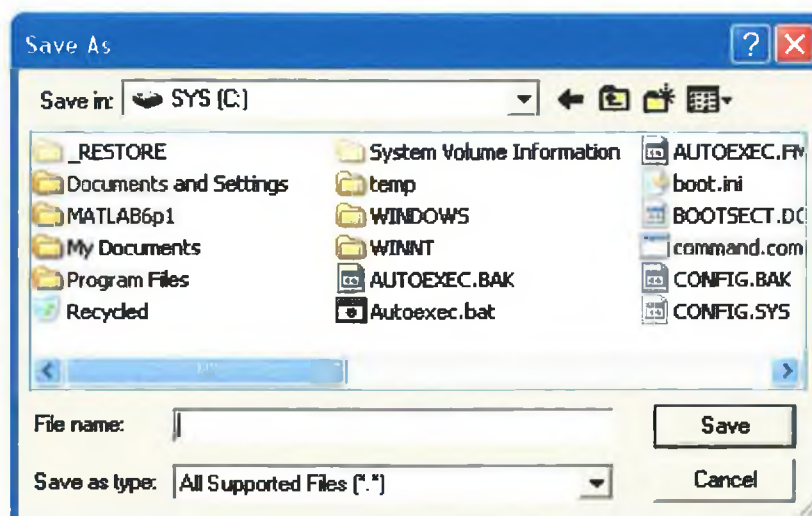 Save As
Save in: SYS (C:)
_RESTORE
Documents and Settings
MATLAB6p1
My Documents
Program Files
Recycled
System Volume Information
temp
WINDOWS
WINNT
AUTOEXEC.BAK
Autoexec.bat
boot.ini
command.com
CONFIG.BAK
CONFIG.SYS
File name:
Save
Save as type: All Supported Files (*.*)
Cancel